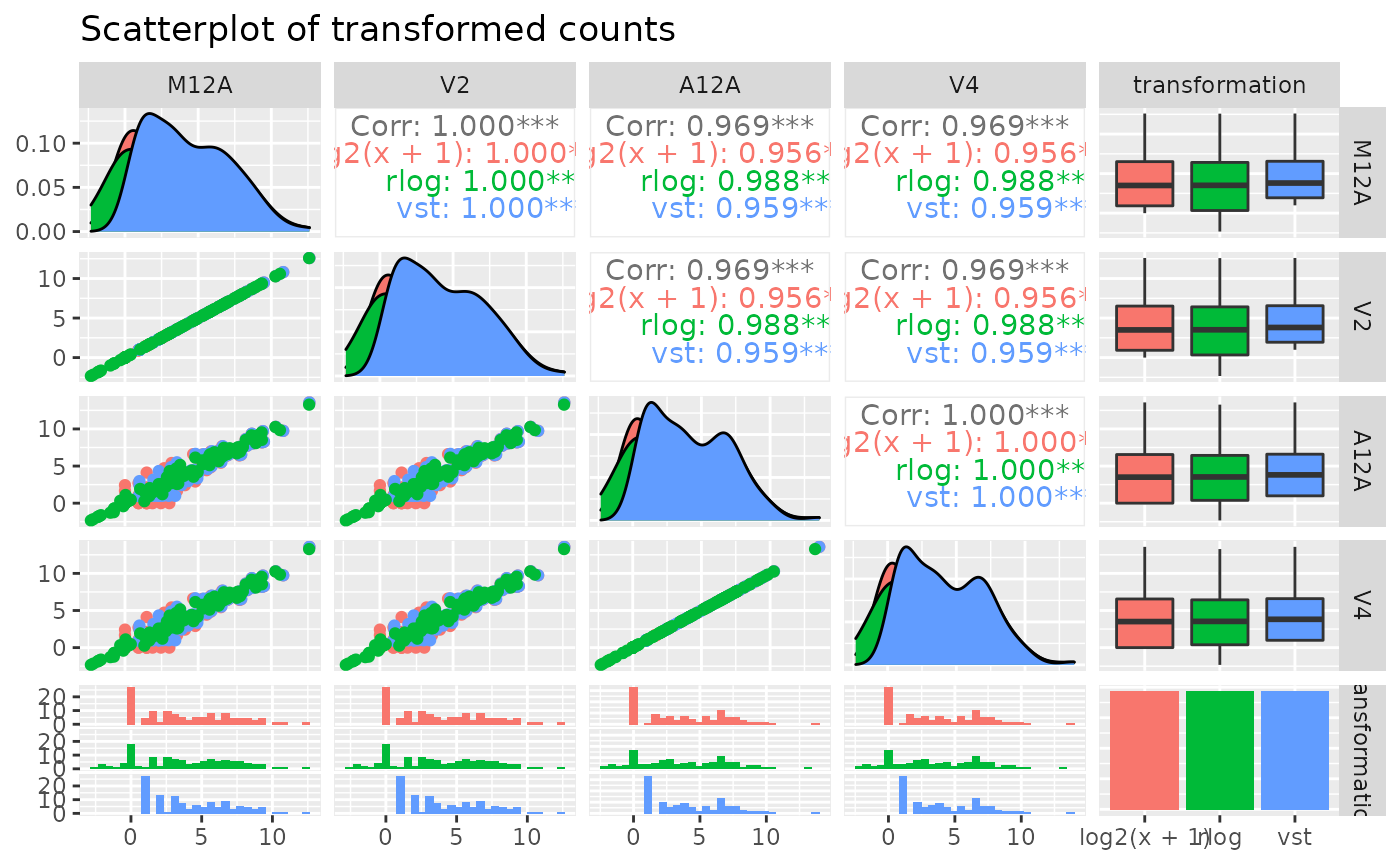 Scatterplot of transformed counts
M12A V2 A12A V4 transformation
0.10
0.05
0.00
Corr: 1.000***
g2(x + 1): 1.000*
rlog: 1.000**
vst: 1.000**
Corr: 0.969***
g2(x + 1): 0.956*
rlog: 0.988**
vst: 0.959**
Corr: 0.969***
g2(x + 1): 0.956*
rlog: 0.988**
vst: 0.959**
M12A
10
5
0
Corr: 0.969***
g2(x + 1): 0.956*
rlog: 0.988**
vst: 0.959**
Corr: 0.969***
g2(x + 1): 0.956*
rlog: 0.988**
vst: 0.959**
V2
10
5
0
Corr: 1.000***
g2(x + 1): 1.000*
rlog: 1.000**
vst: 1.000**
A12A
10
5
0
V4
20
10
0
20
10
0
20
10
0
ansformatio
0 5 10 0 5 10 0 5 10 0 5 10 log2(x + 1) rlog vst